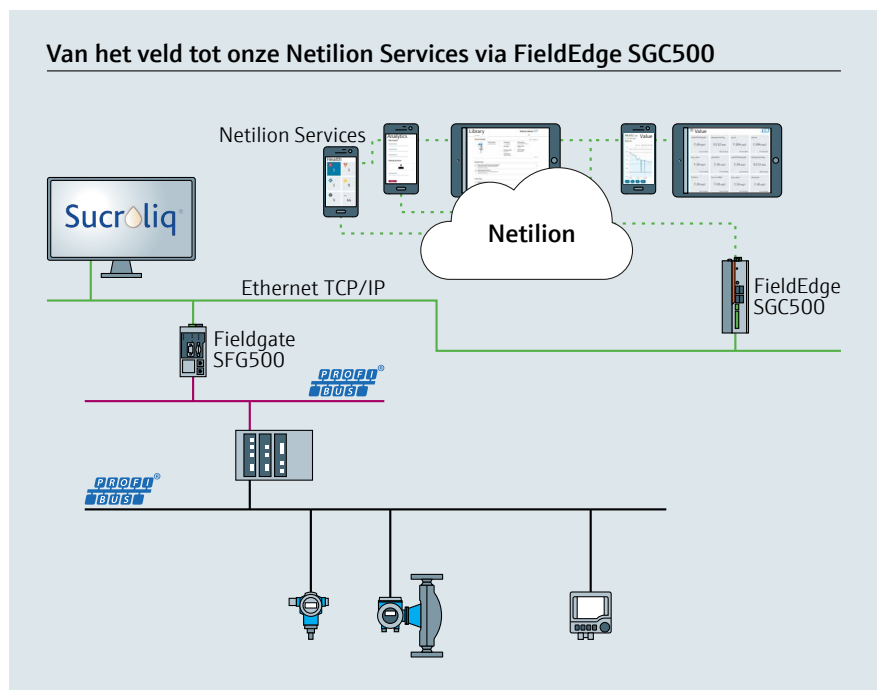 Van het veld tot onze Netilion Services via FieldEdge SGC500
Netilion Services
Analytics
Library
Value
Value
Health
Sucroliq
Netilion
Ethernet TCP/IP
FieldEdge
SGC500
Fieldgate
SFG500
PROFI®
BUS
PROFI®
BUS